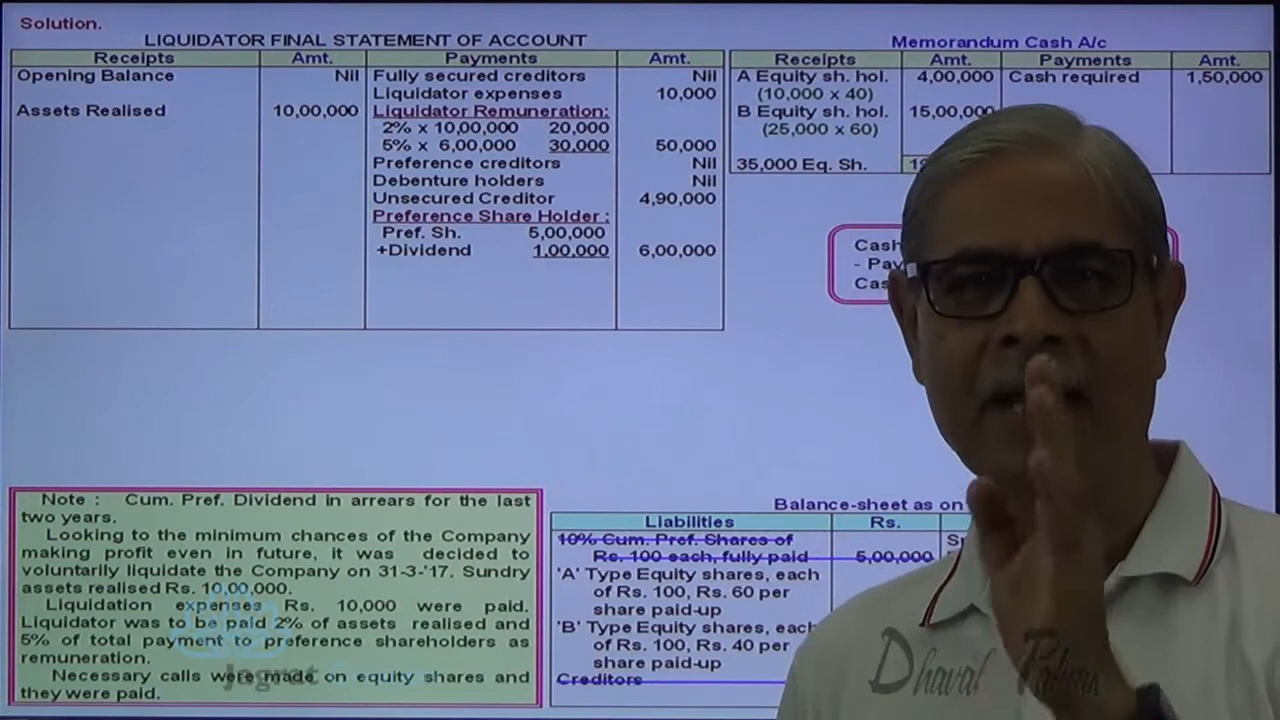 Solution.
LIQUIDATOR FINAL STATEMENT OF ACCOUNT
Receipts Amt. Payments Amt.
Opening Balance Nil Fully secured creditors Nil
Liquidator expenses 10,000
Assets Realised 10,00,000 Liquidator Remuneration:
2% x 10,00,000 20,000
5% x 6,00,000 30,000 50,000
Preference creditors Nil
Debenture holders Nil
Unsecured Creditor 4,90,000
Preference Share Holder :
Pref. Sh. 5,00,000
+Dividend 1,00,000 6,00,000
Memorandum Cash A/c
Receipts Amt. Payments Amt.
A Equity sh. hol. 4,00,000 Cash required 1,50,000
(10,000 x 40)
B Equity sh. hol. 15,00,000
(25,000 x 60)
35,000 Eq. Sh.
Cash
Note : Cum. Pref. Dividend in arrears for the last
two years.
Looking to the minimum chances of the Company
making profit even in future, it was decided to
voluntarily liquidate the Company on 31-3-'17. Sundry
assets realised Rs. 10,00,000.
Liquidation expenses Rs. 10,000 were paid.
Liquidator was to be paid 2% of assets realised and
5% of total payment to preference shareholders as
remuneration.
Necessary calls were made on equity shares and
they were paid.
Jagrat
Balance-sheet as on
Liabilities Rs.
10% Cum. Pref. Shares of
Rs. 100 each, fully paid 5,00,000
'A' Type Equity shares, each
of Rs. 100, Rs. 60 per
share paid-up
'B' Type Equity shares, each
of Rs. 100, Rs. 40 per
share paid-up
Creditors
Dhaval